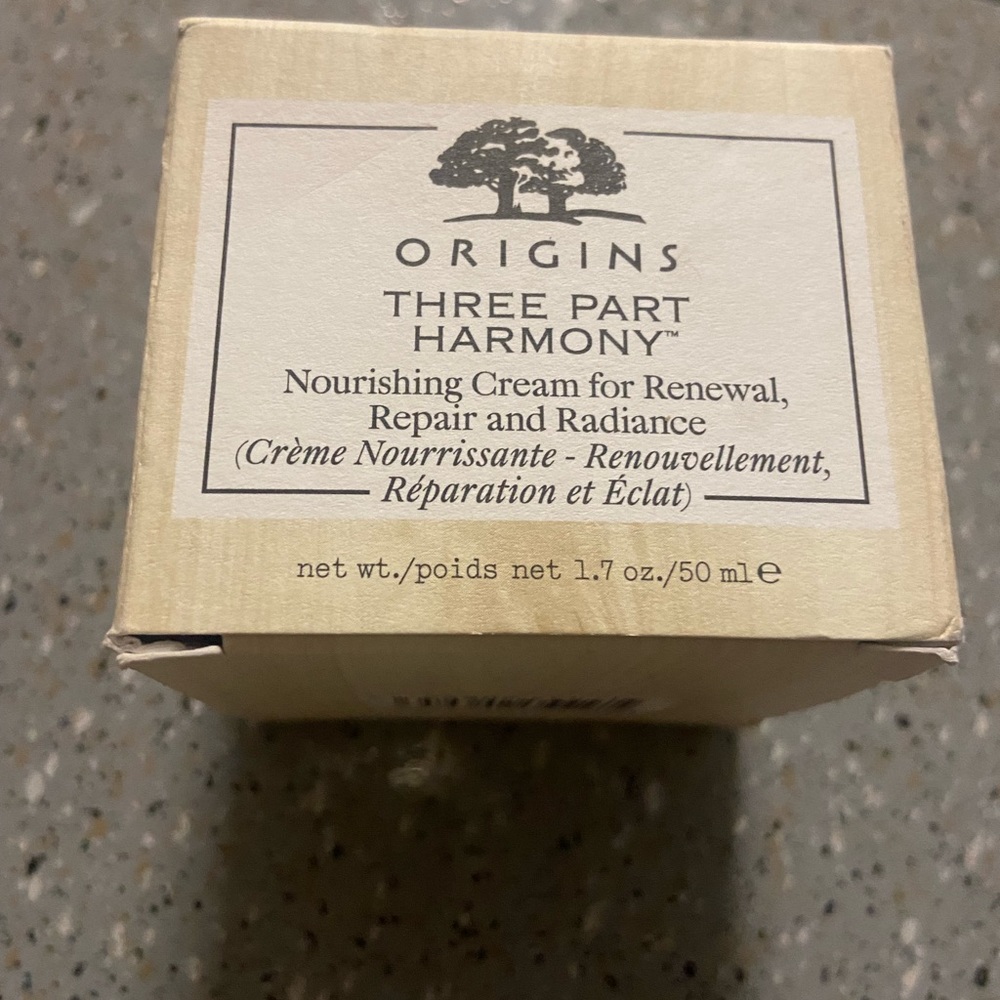 ORIGINS
THREE PART
HARMONY™
Nourishing Cream for Renewal,
Repair and Radiance
(Crème Nourrissante - Renouvellement,
Réparation et Éclat)
net wt./poids net 1.7 oz./50 ml℮